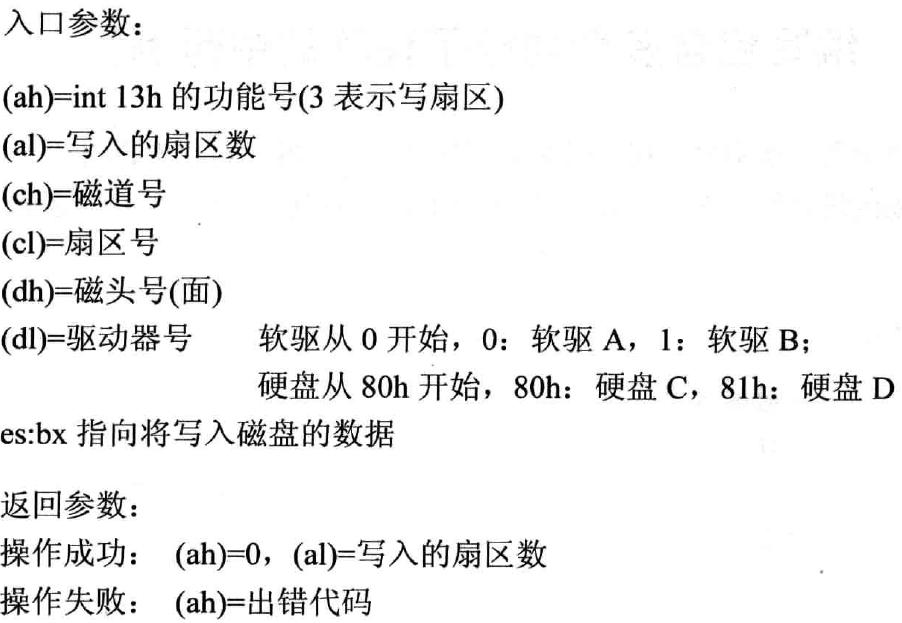 入口参数：
(ah)=int 13h 的功能号(3 表示写扇区)
(al)=写入的扇区数
(ch)=磁道号
(cl)=扇区号
(dh)=磁头号(面)
(dl)=驱动器号 软驱从 0 开始，0：软驱 A，1：软驱 B；
硬盘从 80h 开始，80h：硬盘 C，81h：硬盘 D
es:bx 指向将写入磁盘的数据
返回参数：
操作成功： (ah)=0，(al)=写入的扇区数
操作失败： (ah)=出错代码